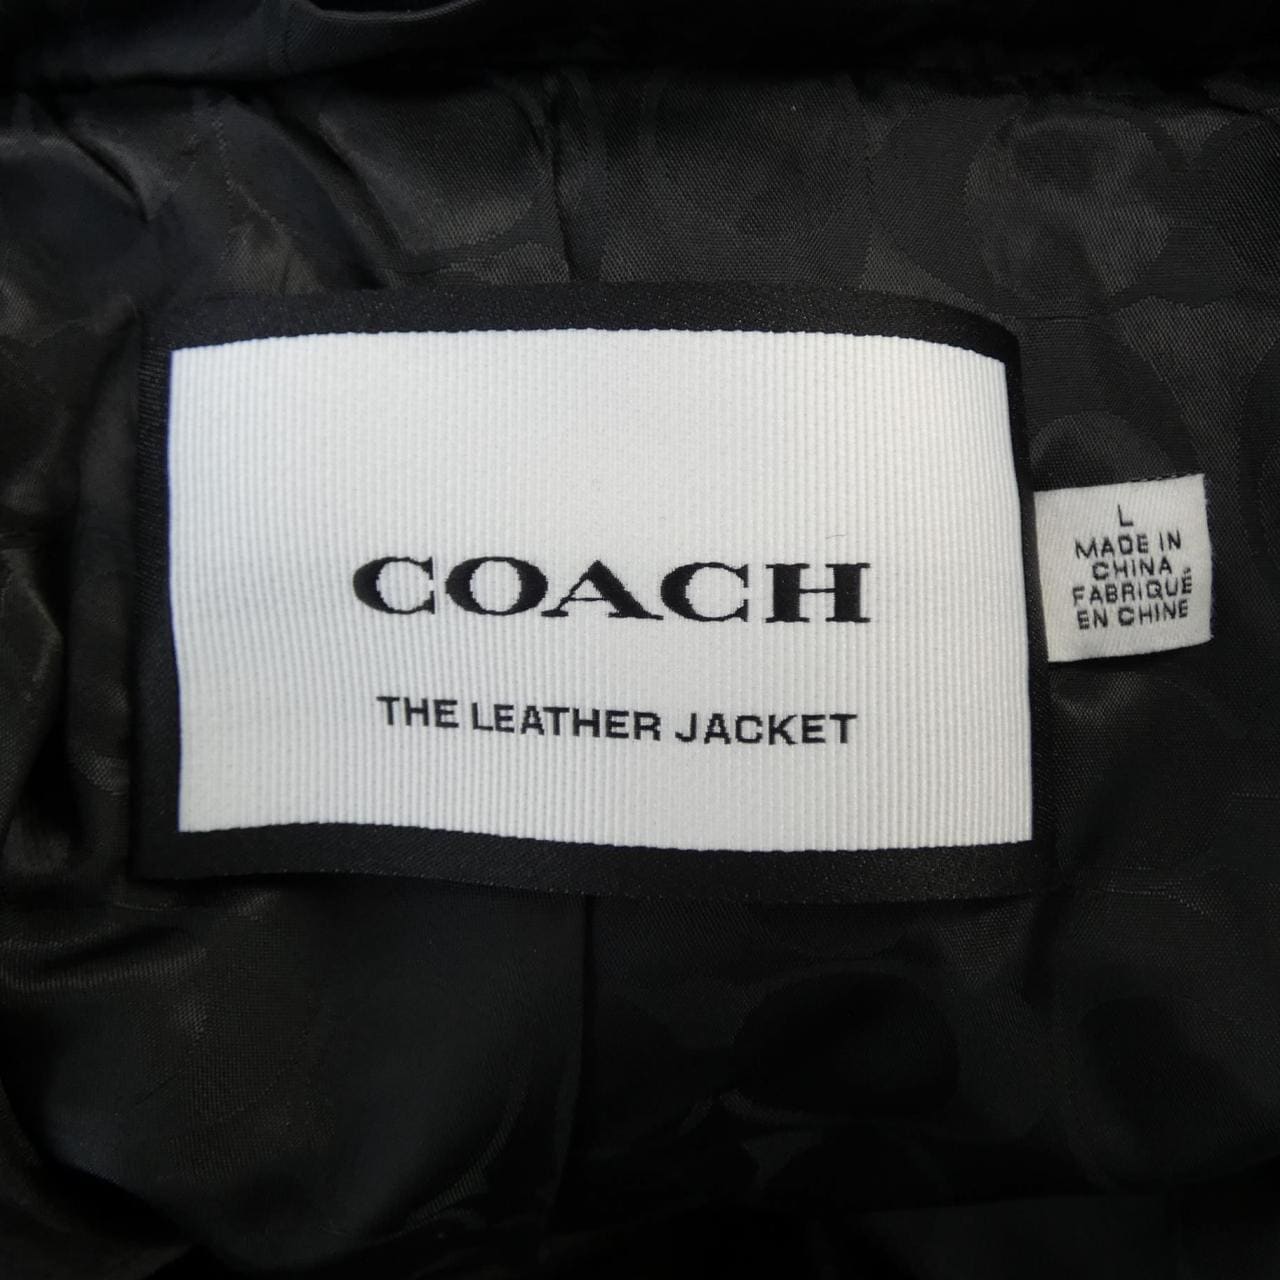 COACH
THE LEATHER JACKET
L
MADE IN
CHINA
FABRIQUÉ
EN CHINE